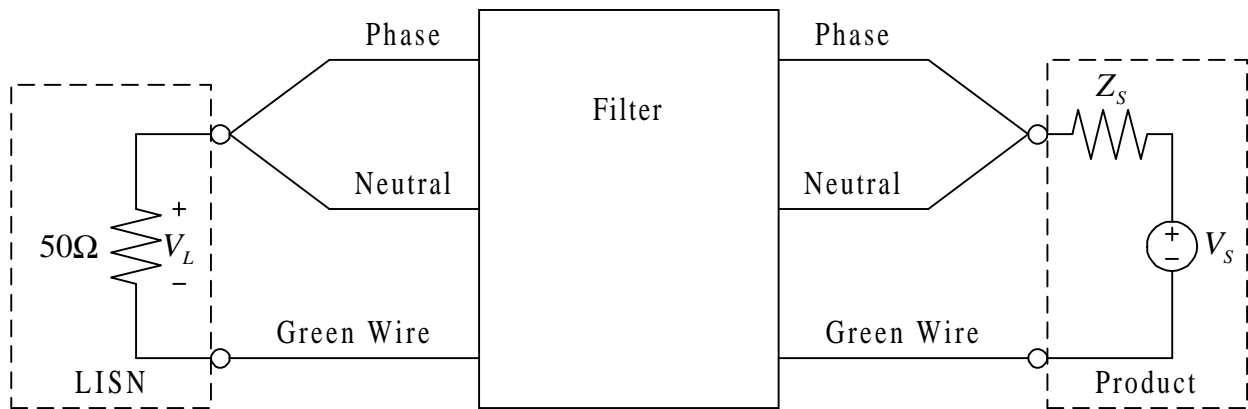 Phase
Phase
Z_S
Filter
Neutral
Neutral
+
50Ω
V_L
−
+
−
V_S
Green Wire
Green Wire
LISN
Product